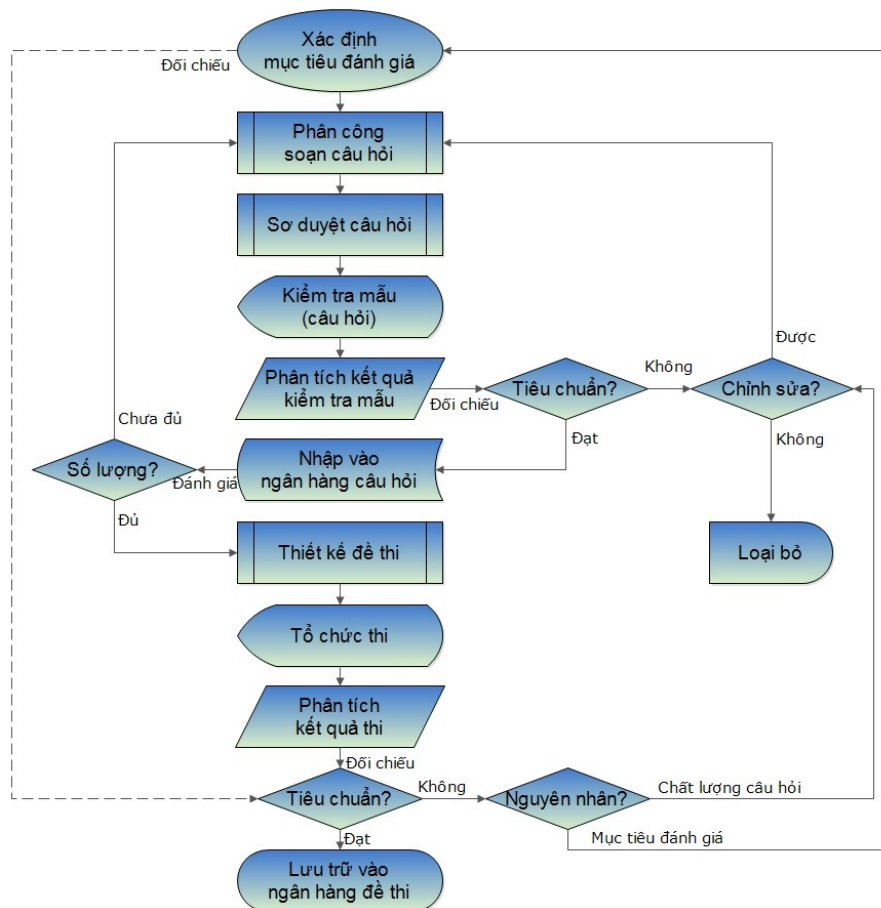 Xác định
mục tiêu đánh giá
Đối chiếu
Phân công
soạn câu hỏi
Sơ duyệt câu hỏi
Kiểm tra mẫu
(câu hỏi)
Được
Phân tích kết quả
kiểm tra mẫu
Đối chiếu
Tiêu chuẩn?
Không
Chỉnh sửa?
Chưa đủ
Đạt
Không
Số lượng?
Đánh giá
Nhập vào
ngân hàng câu hỏi
Đủ
Thiết kế đề thi
Loại bỏ
Tổ chức thi
Phân tích
kết quả thi
Đối chiếu
Tiêu chuẩn?
Không
Nguyên nhân?
Chất lượng câu hỏi
Đạt
Mục tiêu đánh giá
Lưu trữ vào
ngân hàng đề thi